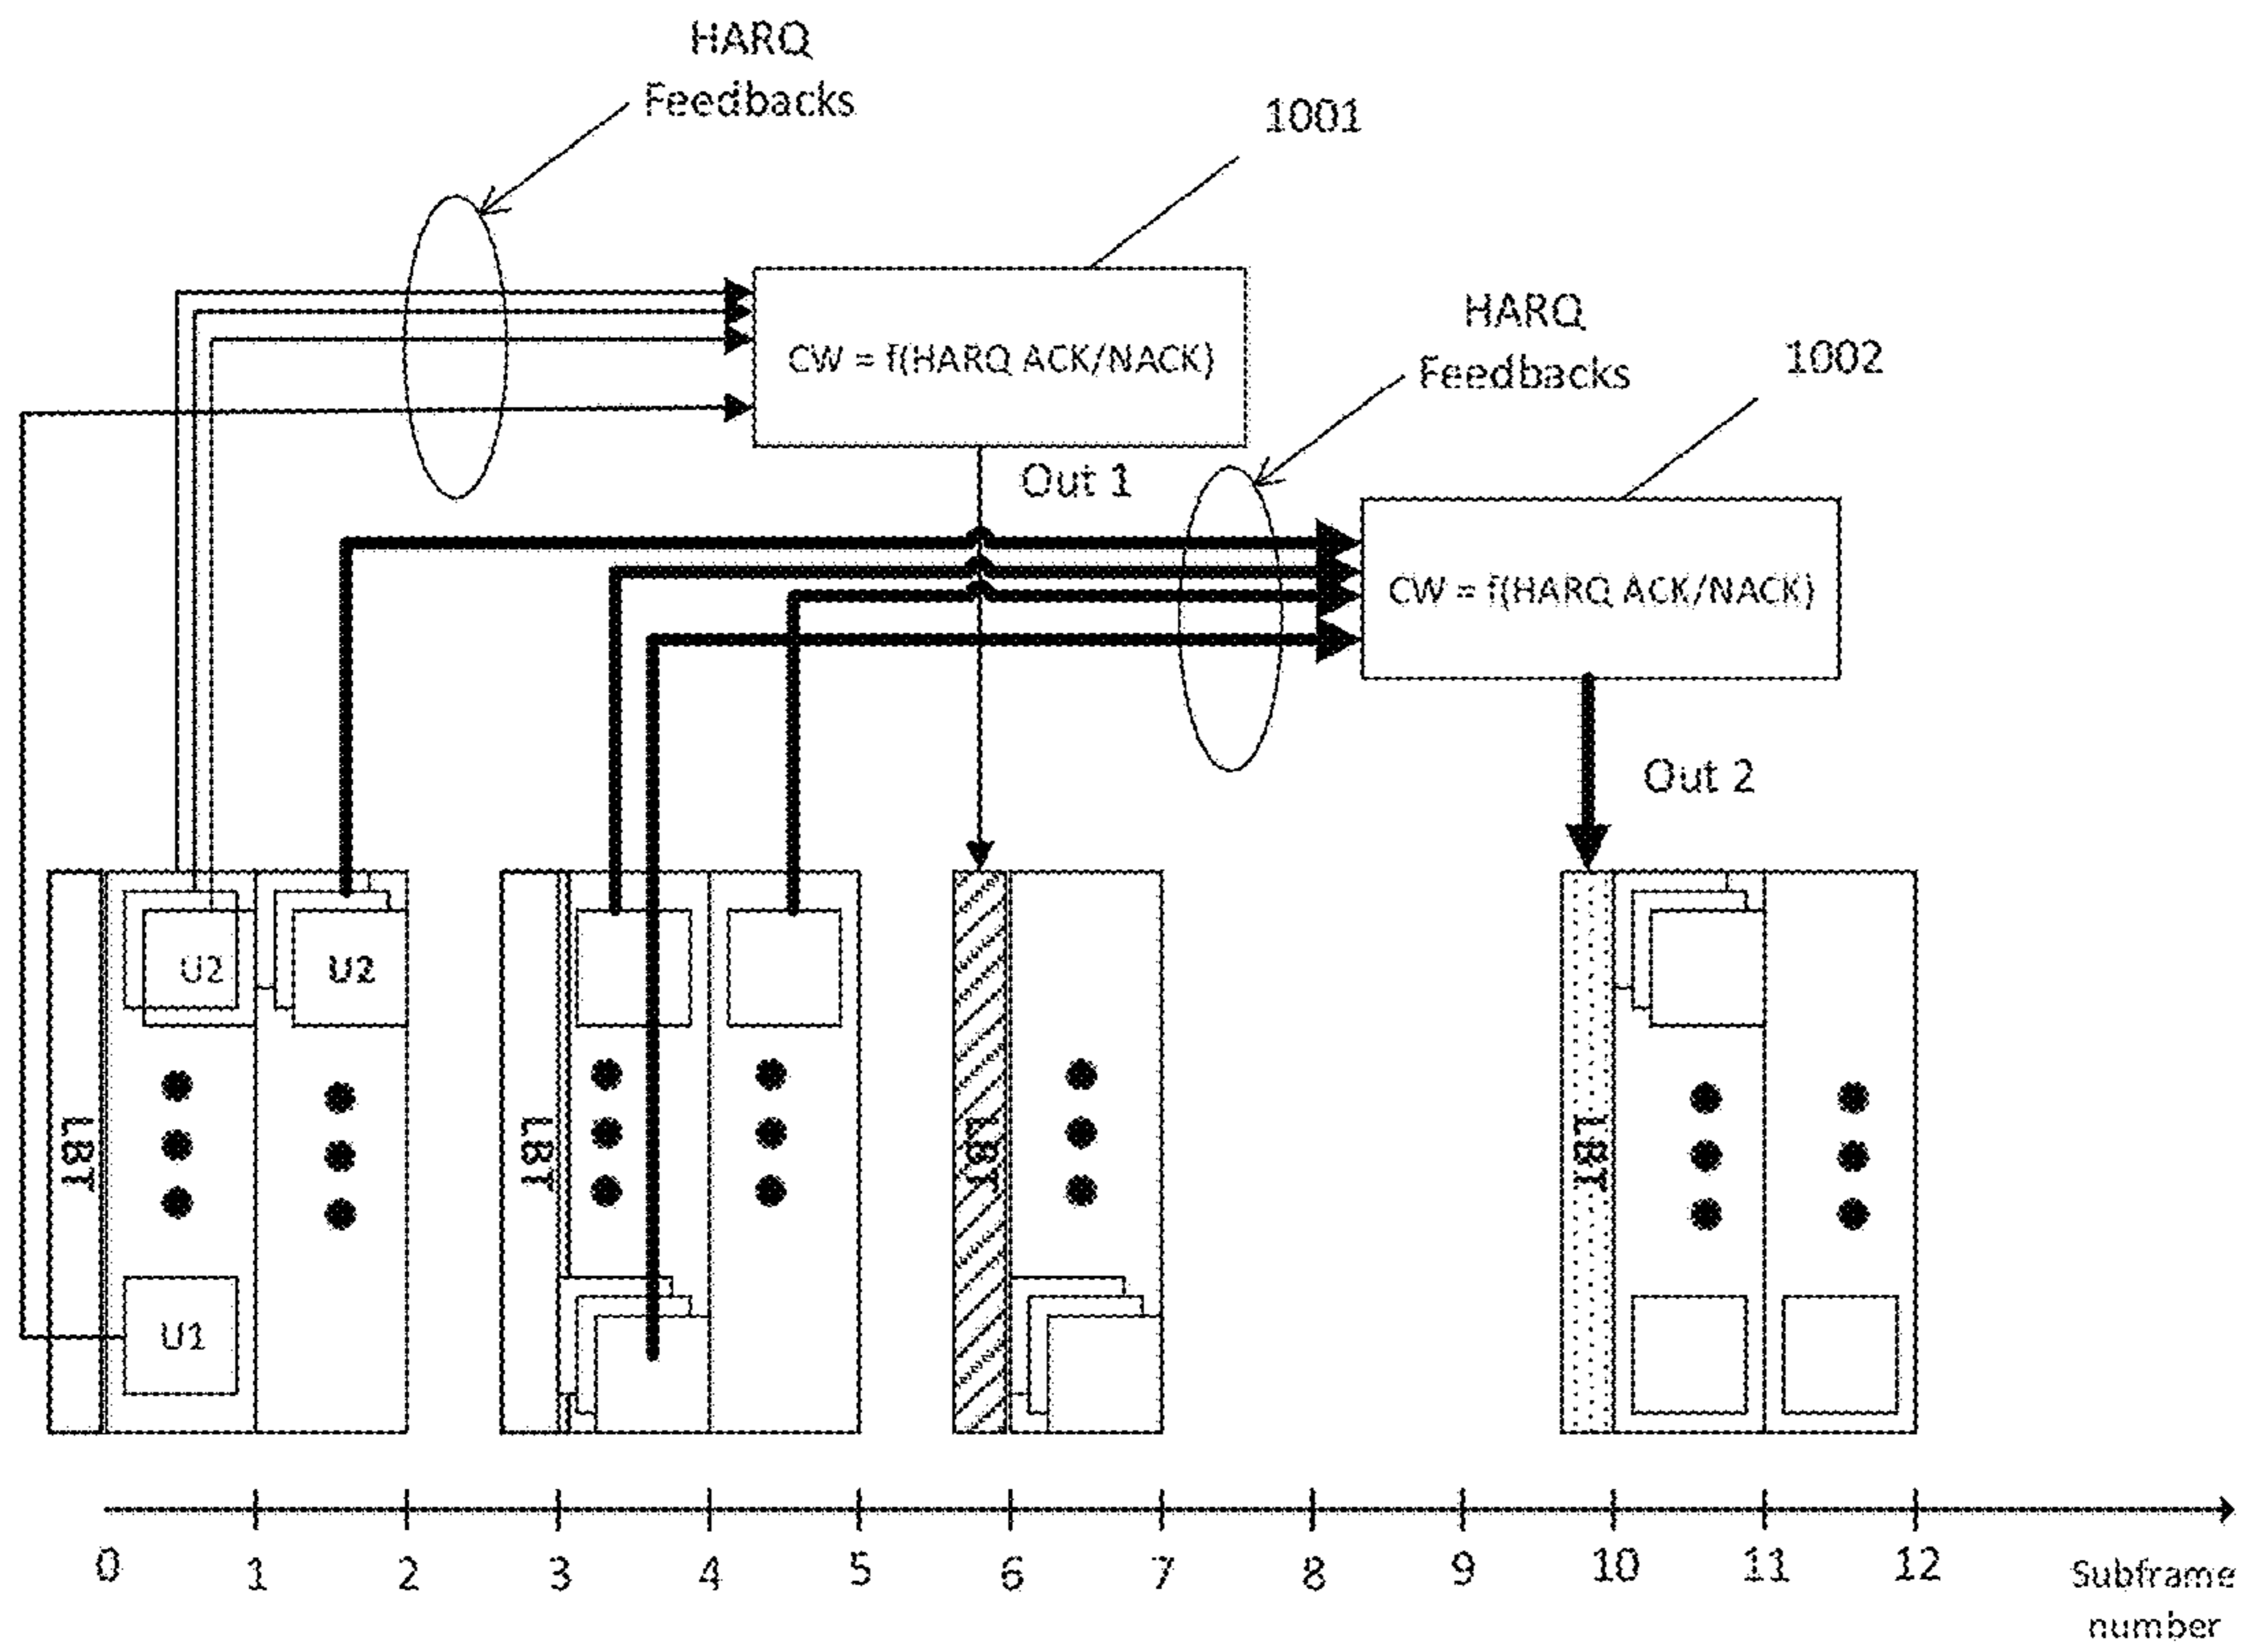 HARQ
Feedbacks
1001
CW = f(HARQ ACK/NACK)
HARQ
Feedbacks
1002
Out 1
CW = f(HARQ ACK/NACK)
Out 2
U2
U2
LBT
LBT
LBT
LBT
U1
0 1 2 3 4 5 6 7 8 9 10 11 12
Subframe
number